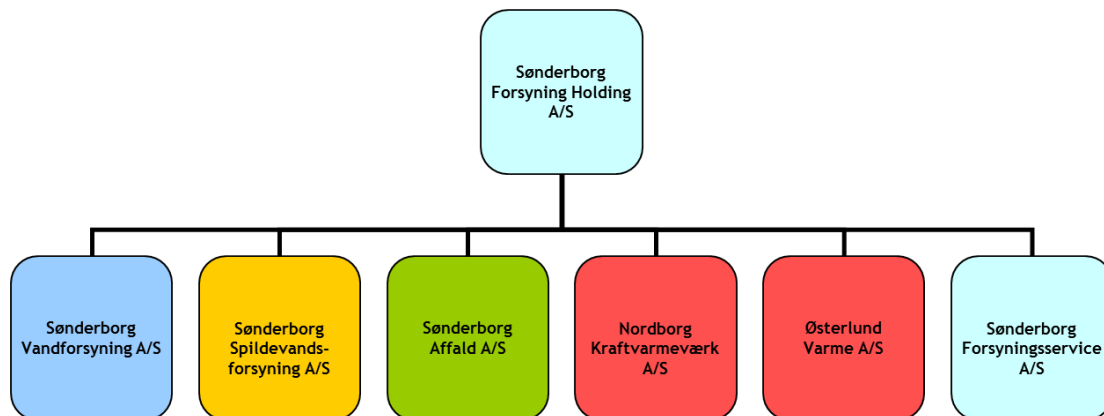 Sønderborg
Forsyning Holding
A/S
Sønderborg
Vandforsyning A/S
Sønderborg
Spildevands-
forsyning A/S
Sønderborg
Affald A/S
Nordborg
Kraftvarmeværk
A/S
Østerlund
Varme A/S
Sønderborg
Forsyningsservice
A/S